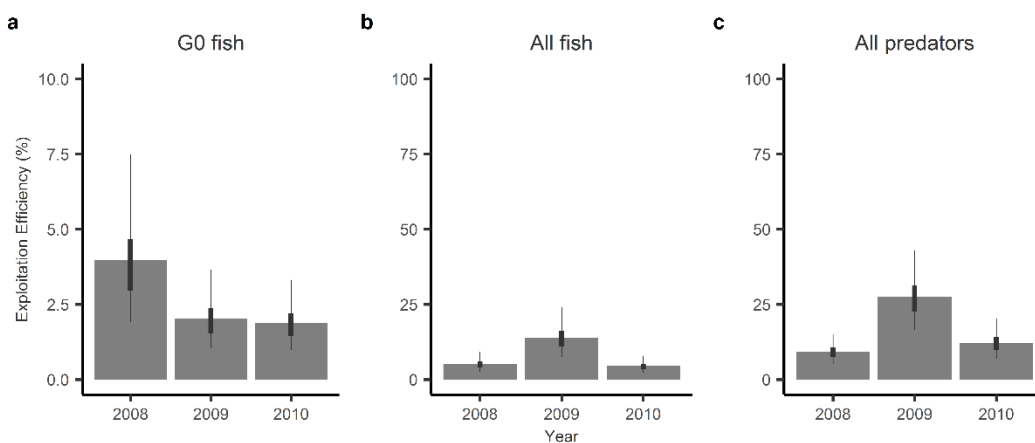 a
G0 fish
Exploitation Efficiency (%)
10.0
7.5
5.0
2.5
0.0
2008 2009 2010
b
All fish
100
75
50
25
0
2008 2009 2010
Year
c
All predators
100
75
50
25
0
2008 2009 2010